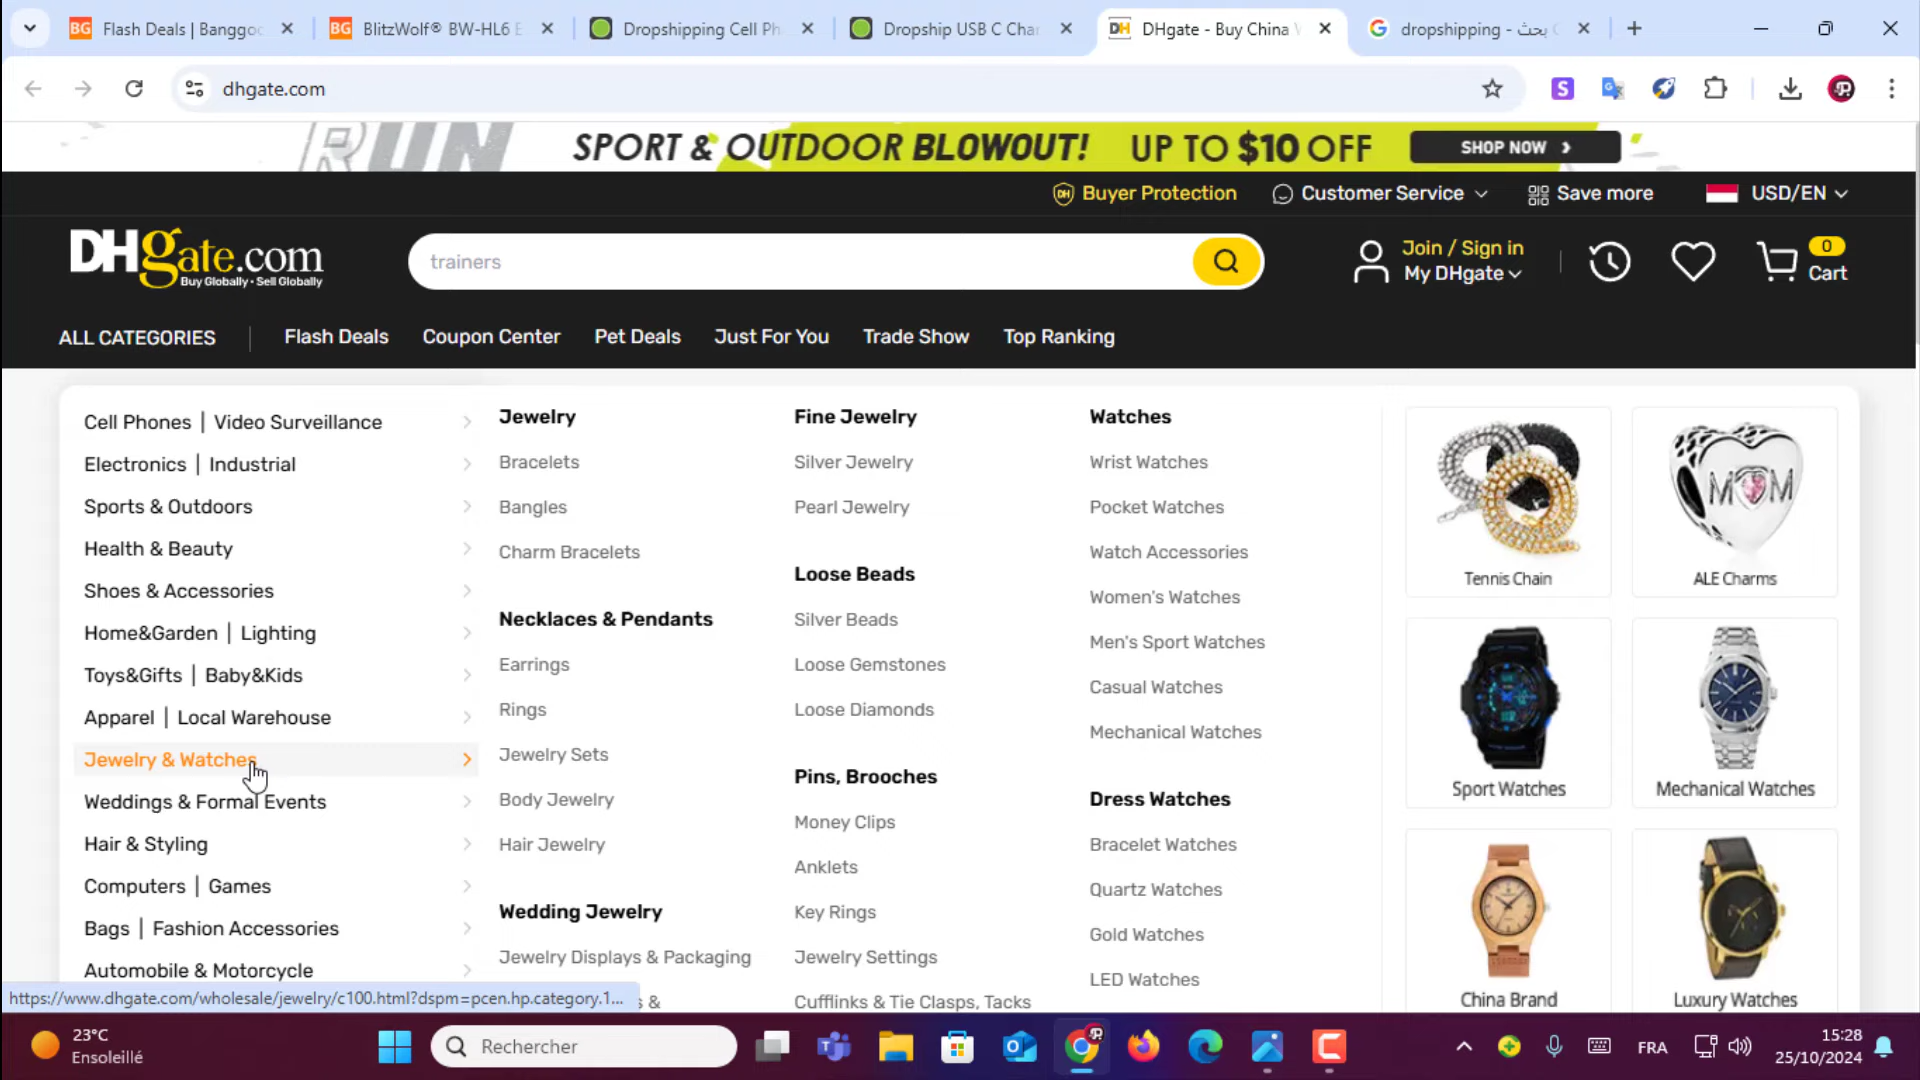 BG Flash Deals | Banggoo
BG BlitzWolf® BW-HL6 E
Dropshipping Cell Ph
Dropship USB C Char
DH DHgate - Buy China W
dropshipping - بحث
dhgate.com
RUN
SPORT & OUTDOOR BLOWOUT! UP TO $10 OFF SHOP NOW
Buyer Protection
Customer Service
Save more
USD/EN
DHgate.com
Buy Globally · Sell Globally
trainers
Join / Sign in
My DHgate
0
Cart
ALL CATEGORIES
Flash Deals
Coupon Center
Pet Deals
Just For You
Trade Show
Top Ranking
Cell Phones | Video Surveillance
Electronics | Industrial
Sports & Outdoors
Health & Beauty
Shoes & Accessories
Home&Garden | Lighting
Toys&Gifts | Baby&Kids
Apparel | Local Warehouse
Jewelry & Watches
Weddings & Formal Events
Hair & Styling
Computers | Games
Bags | Fashion Accessories
Automobile & Motorcycle
Jewelry
Bracelets
Bangles
Charm Bracelets
Necklaces & Pendants
Earrings
Rings
Jewelry Sets
Body Jewelry
Hair Jewelry
Wedding Jewelry
Jewelry Displays & Packaging
s &
Fine Jewelry
Silver Jewelry
Pearl Jewelry
Loose Beads
Silver Beads
Loose Gemstones
Loose Diamonds
Pins, Brooches
Money Clips
Anklets
Key Rings
Jewelry Settings
Cufflinks & Tie Clasps, Tacks
Watches
Wrist Watches
Pocket Watches
Watch Accessories
Women's Watches
Men's Sport Watches
Casual Watches
Mechanical Watches
Dress Watches
Bracelet Watches
Quartz Watches
Gold Watches
LED Watches
MOM
Tennis Chain
ALE Charms
Sport Watches
Mechanical Watches
China Brand
Luxury Watches
https://www.dhgate.com/wholesale/jewelry/c100.html?dspm=pcen.hp.category.1...
23°C
Ensoleillé
Rechercher
FRA
15:28
25/10/2024